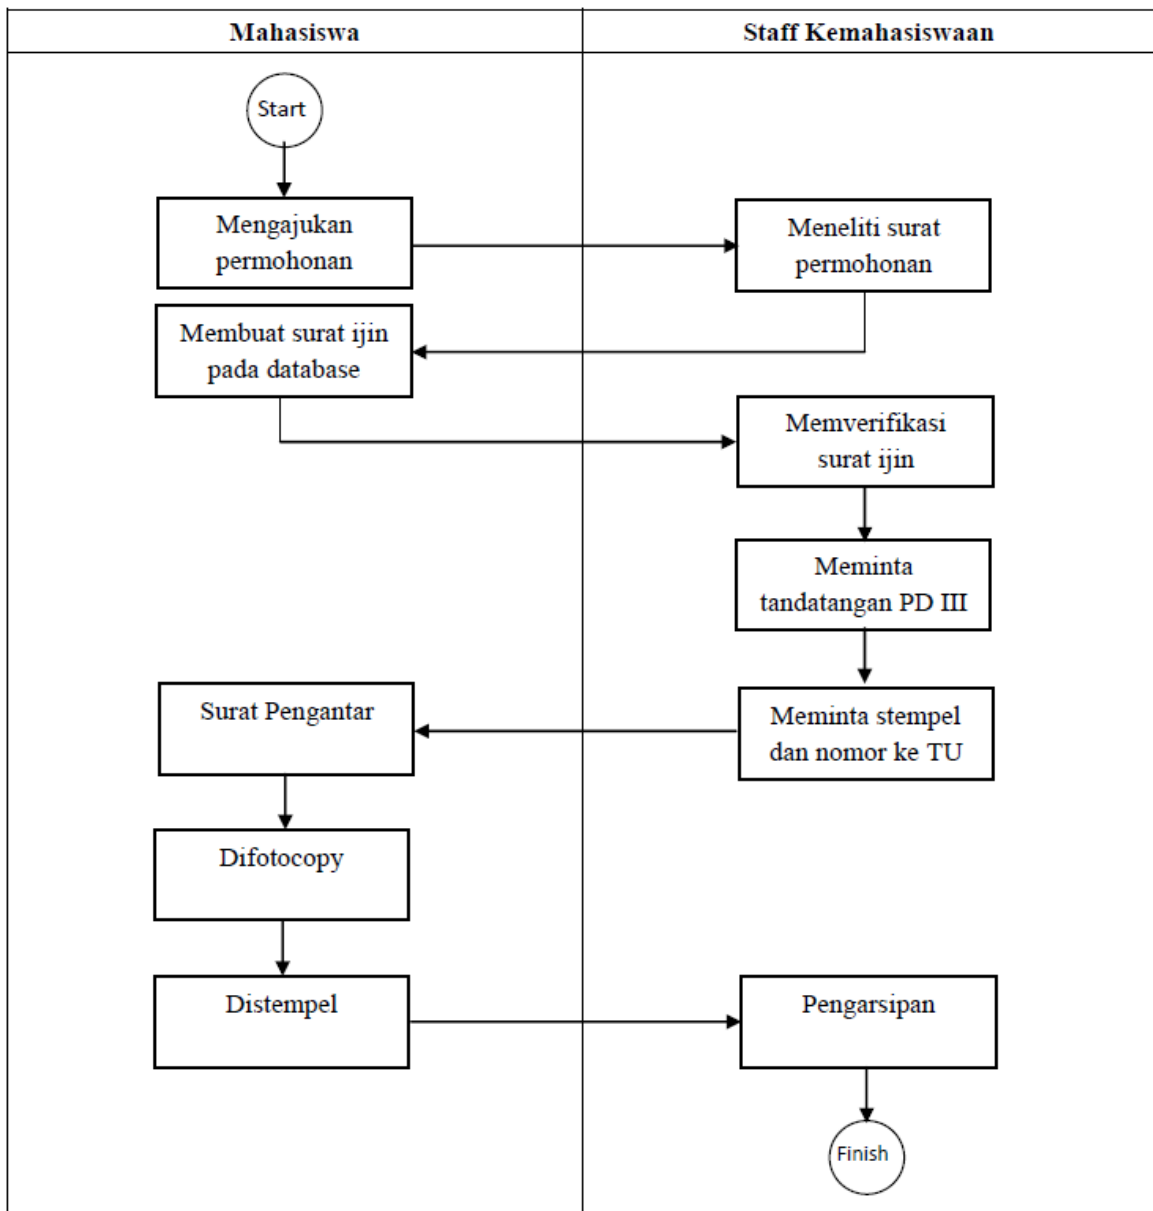 Mahasiswa
Staff Kemahasiswaan
Start
Mengajukan
permohonan
Meneliti surat
permohonan
Membuat surat ijin
pada database
Memverifikasi
surat ijin
Meminta
tandatangan PD III
Meminta stempel
dan nomor ke TU
Surat Pengantar
Difotocopy
Distempel
Pengarsipan
Finish